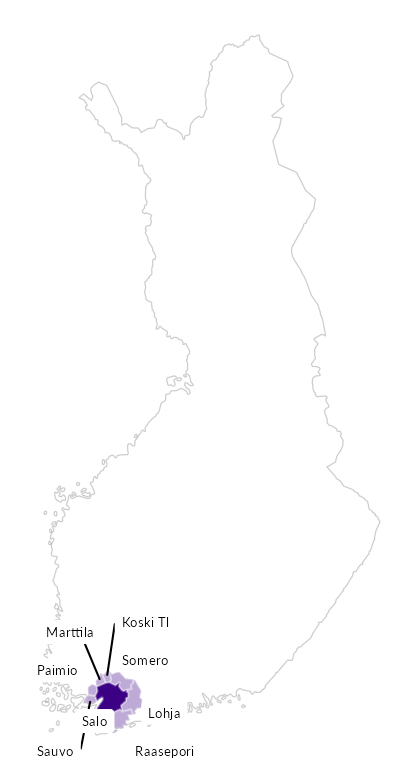 Koski Tl
Marttila
Somero
Paimio
Lohja
Salo
Sauvo
Raasepori